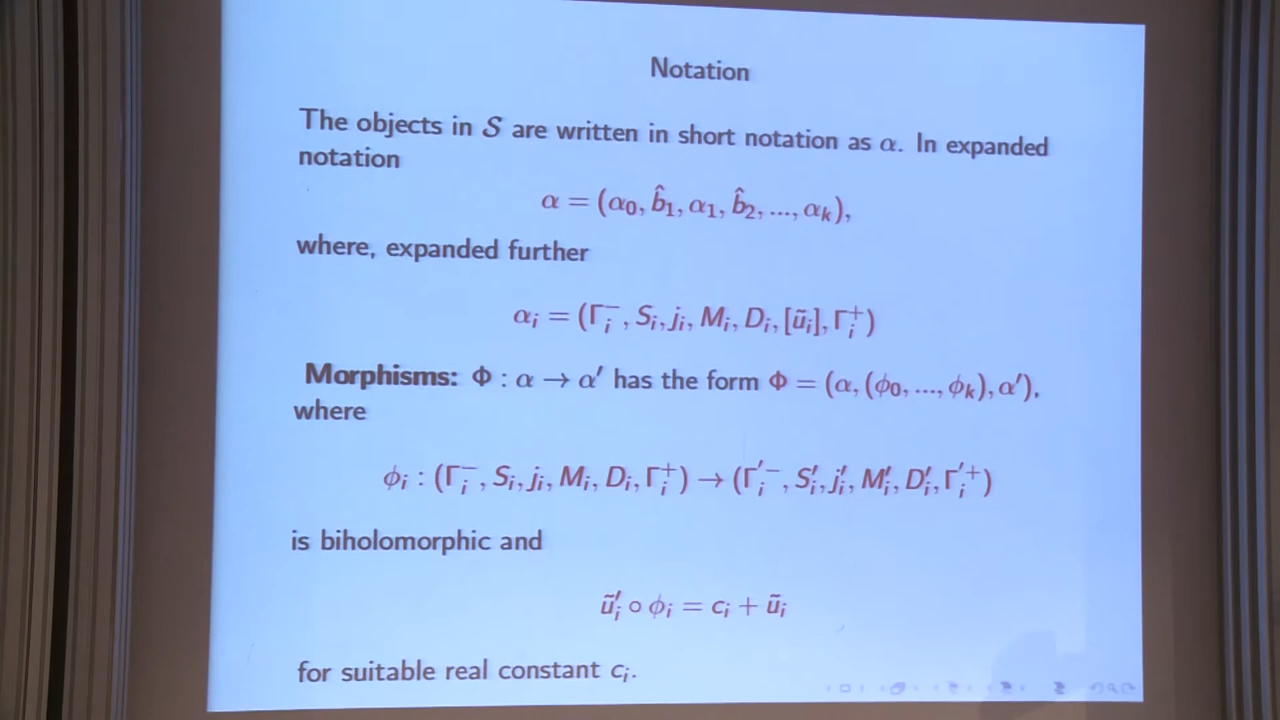 Notation
The objects in 𝒮 are written in short notation as α. In expanded
notation
α = (α₀, b̂₁, α₁, b̂₂, ..., αₖ),
where, expanded further
αᵢ = (Γᵢ⁻, Sᵢ, jᵢ, Mᵢ, Dᵢ, [ũᵢ], Γᵢ⁺)
Morphisms: Φ : α → α′ has the form Φ = (α, (ϕ₀, ..., ϕₖ), α′),
where
ϕᵢ : (Γᵢ⁻, Sᵢ, jᵢ, Mᵢ, Dᵢ, Γᵢ⁺) → (Γ′ᵢ⁻, S′ᵢ, j′ᵢ, M′ᵢ, D′ᵢ, Γ′ᵢ⁺)
is biholomorphic and
ũ′ᵢ ∘ ϕᵢ = cᵢ + ũᵢ
for suitable real constant cᵢ.